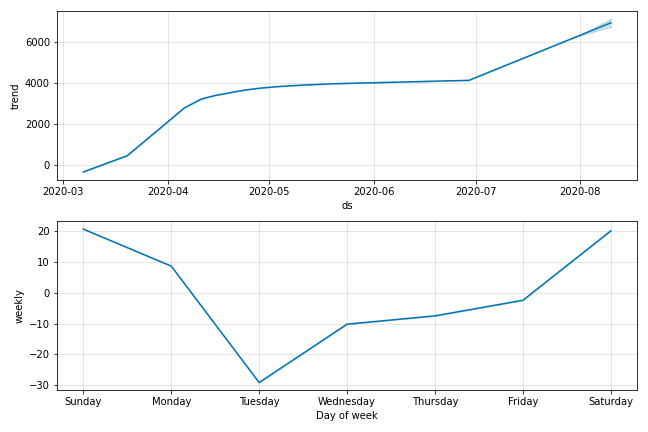 6000
4000
2000
0
trend
2020-03 2020-04 2020-05 2020-06 2020-07 2020-08
ds
20
10
0
−10
−20
−30
weekly
Sunday Monday Tuesday Wednesday Thursday Friday Saturday
Day of week